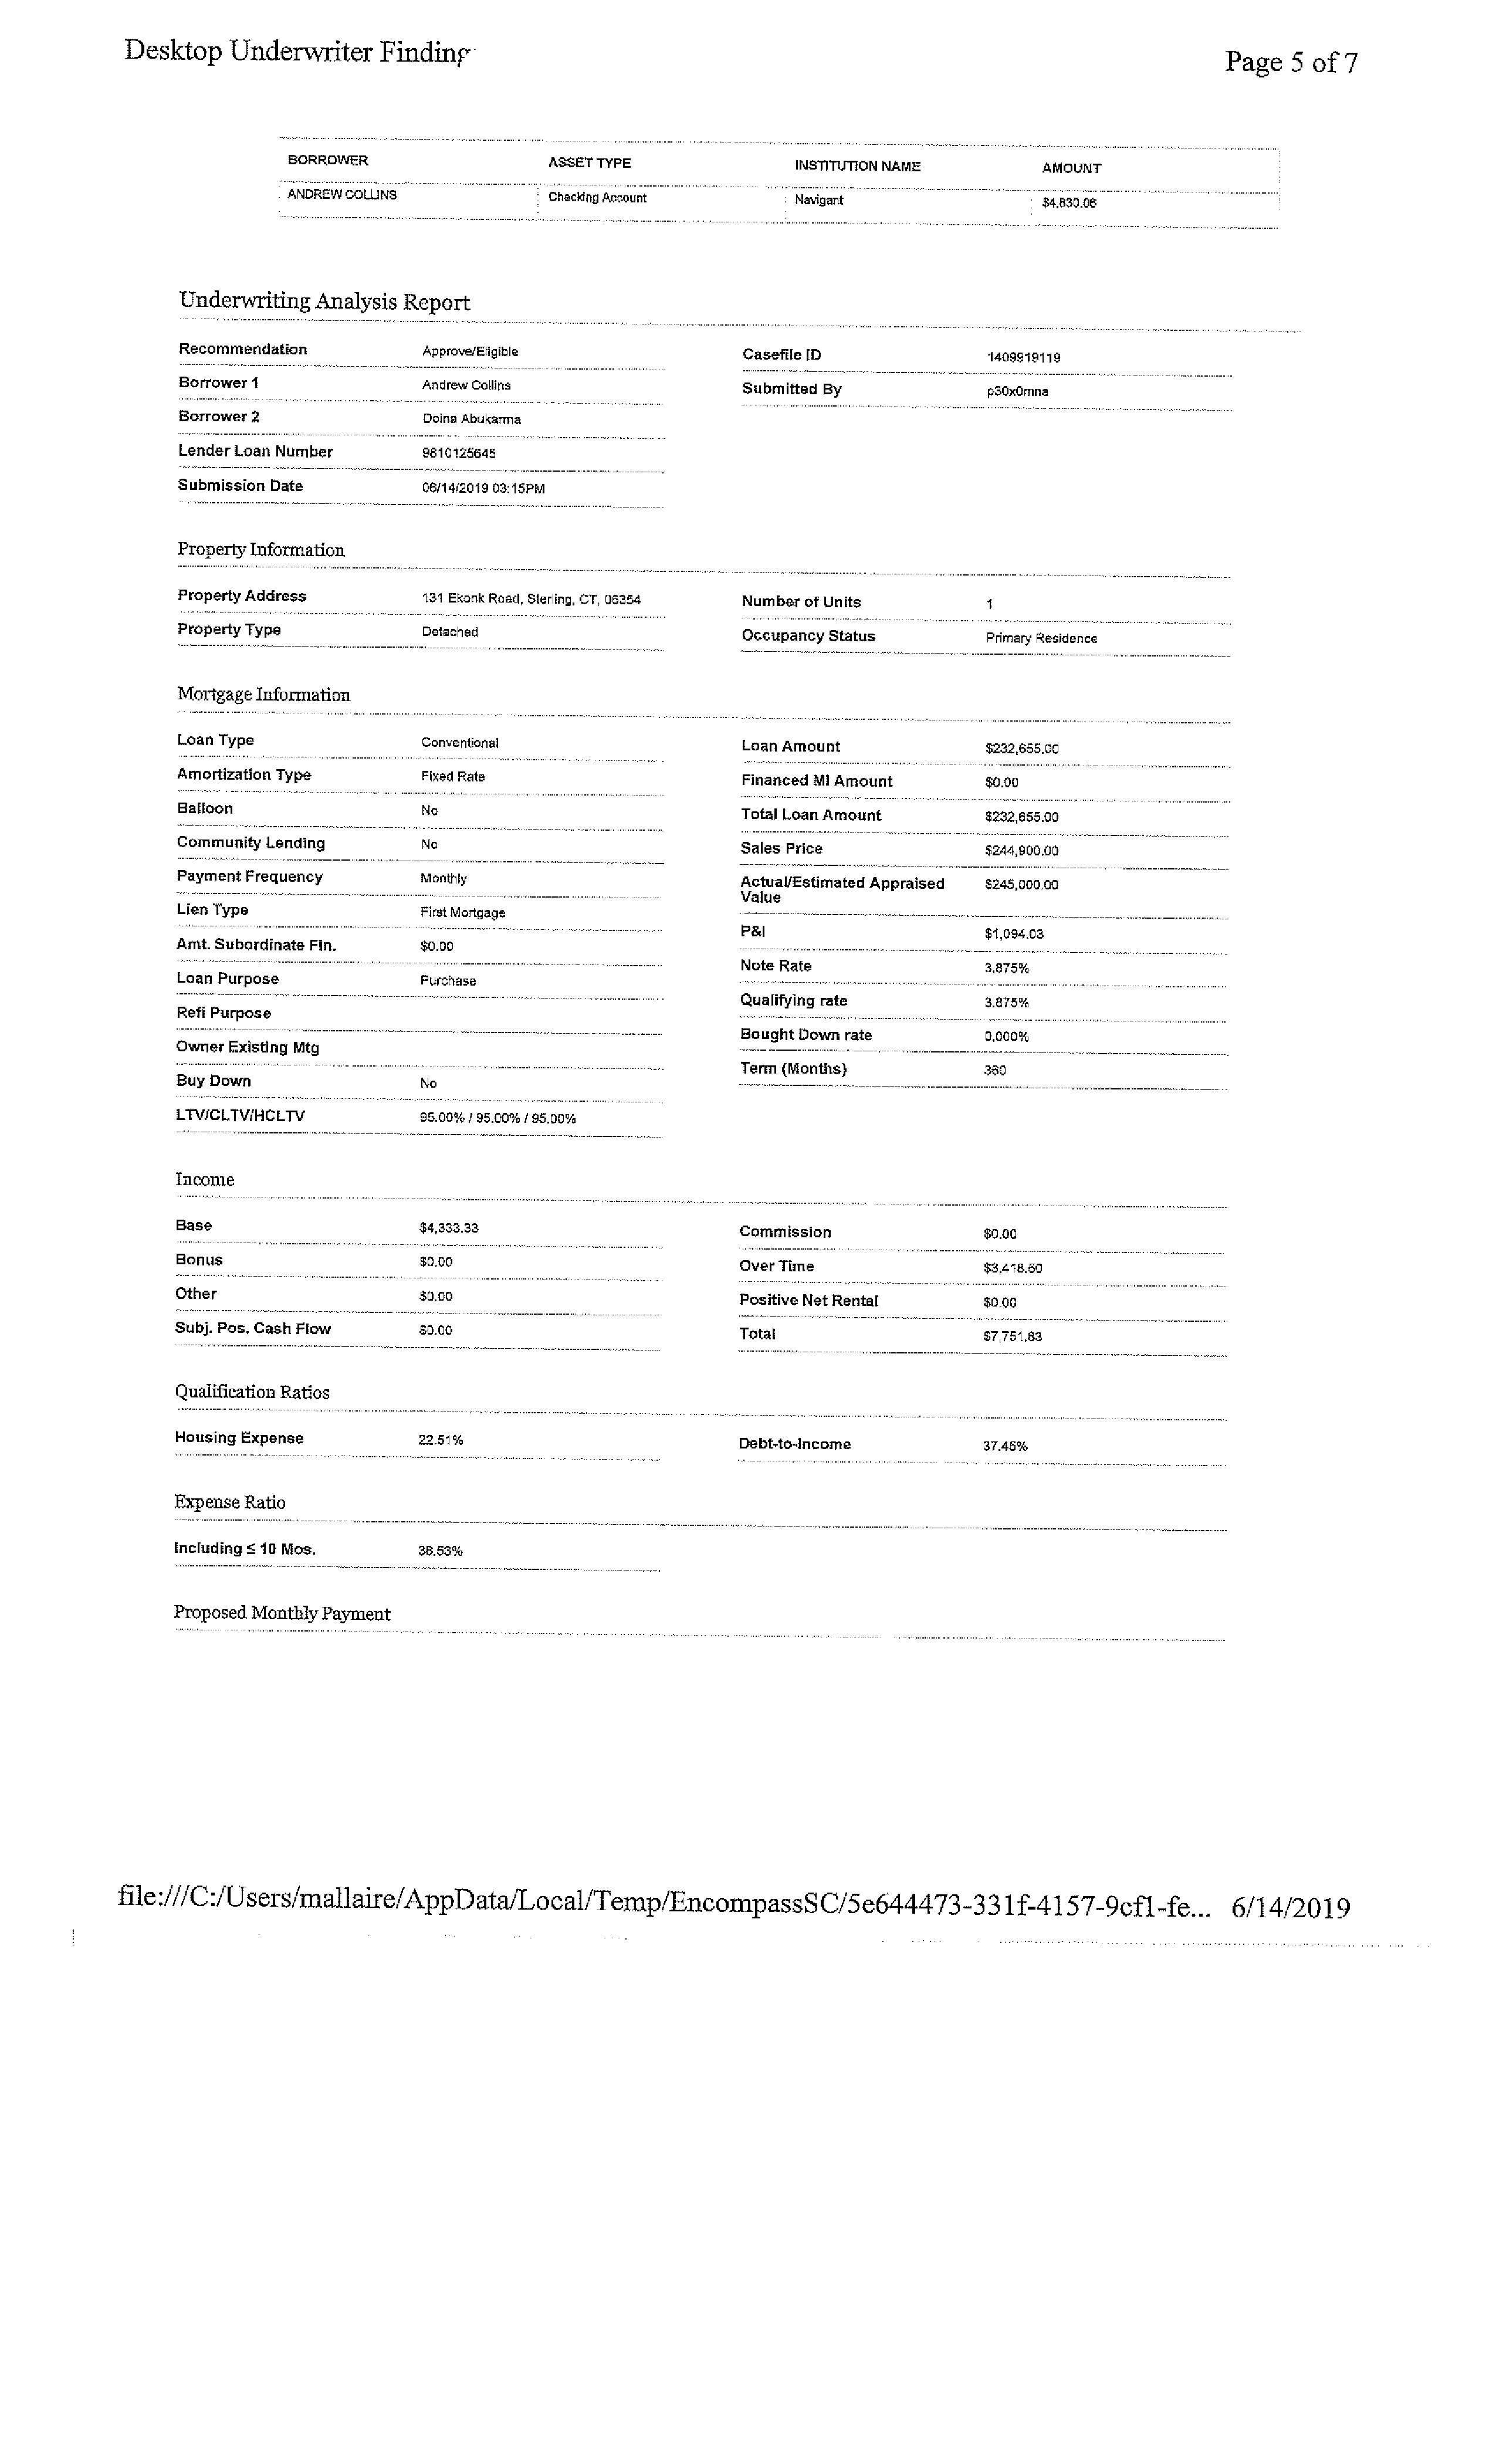 Desktop Underwriter Finding
Page 5 of 7
BORROWER ASSET TYPE INSTITUTION NAME AMOUNT
ANDREW COLLINS Checking Account Navigant $4,830.06
Underwriting Analysis Report
Recommendation Approve/Eligible Casefile ID 1409919119
Borrower 1 Andrew Collins Submitted By p30x0mna
Borrower 2 Doina Abukarma
Lender Loan Number 9810125645
Submission Date 06/14/2019 03:15PM
Property Information
Property Address 131 Ekonk Road, Sterling, CT, 06354 Number of Units 1
Property Type Detached Occupancy Status Primary Residence
Mortgage Information
Loan Type Conventional Loan Amount $232,655.00
Amortization Type Fixed Rate Financed MI Amount $0.00
Balloon No Total Loan Amount $232,655.00
Community Lending No Sales Price $244,900.00
Payment Frequency Monthly Actual/Estimated Appraised $245,000.00
Value
Lien Type First Mortgage P&I $1,094.03
Amt. Subordinate Fin. $0.00 Note Rate 3.875%
Loan Purpose Purchase Qualifying rate 3.875%
Refi Purpose Bought Down rate 0.000%
Owner Existing Mtg Term (Months) 360
Buy Down No
LTV/CLTV/HCLTV 95.00% / 95.00% / 95.00%
Income
Base $4,333.33 Commission $0.00
Bonus $0.00 Over Time $3,418.50
Other $0.00 Positive Net Rental $0.00
Subj. Pos. Cash Flow $0.00 Total $7,751.83
Qualification Ratios
Housing Expense 22.51% Debt-to-Income 37.45%
Expense Ratio
Including ≤ 10 Mos. 38.53%
Proposed Monthly Payment
file:///C:/Users/mallaire/AppData/Local/Temp/EncompassSC/5e644473-331f-4157-9cf1-fe... 6/14/2019